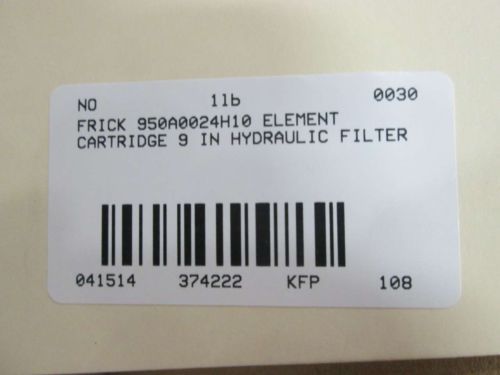 NO 1lb 0030
FRICK 950A0024H10 ELEMENT
CARTRIDGE 9 IN HYDRAULIC FILTER
041514 374222 KFP 108